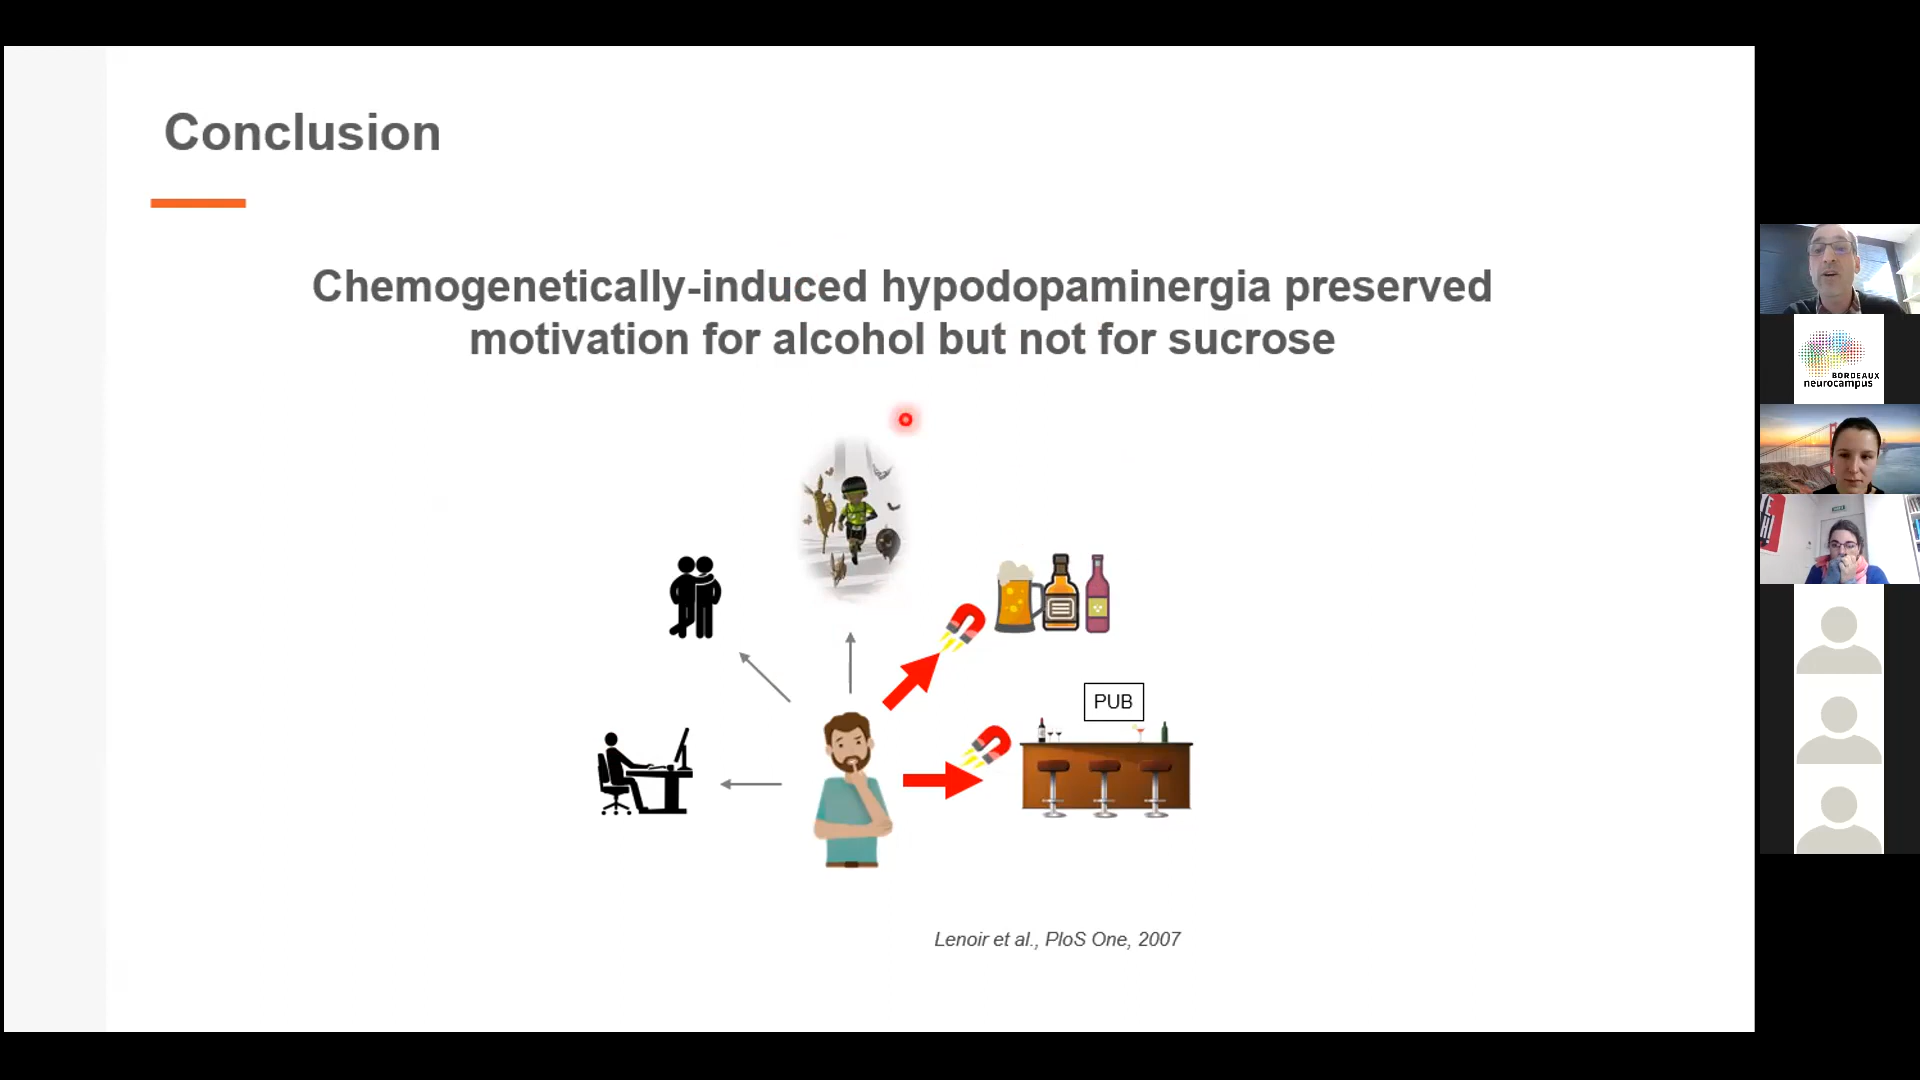 Conclusion
Chemogenetically-induced hypodopaminergia preserved
motivation for alcohol but not for sucrose
PUB
Lenoir et al., PloS One, 2007
BORDEAUX
neurocampus